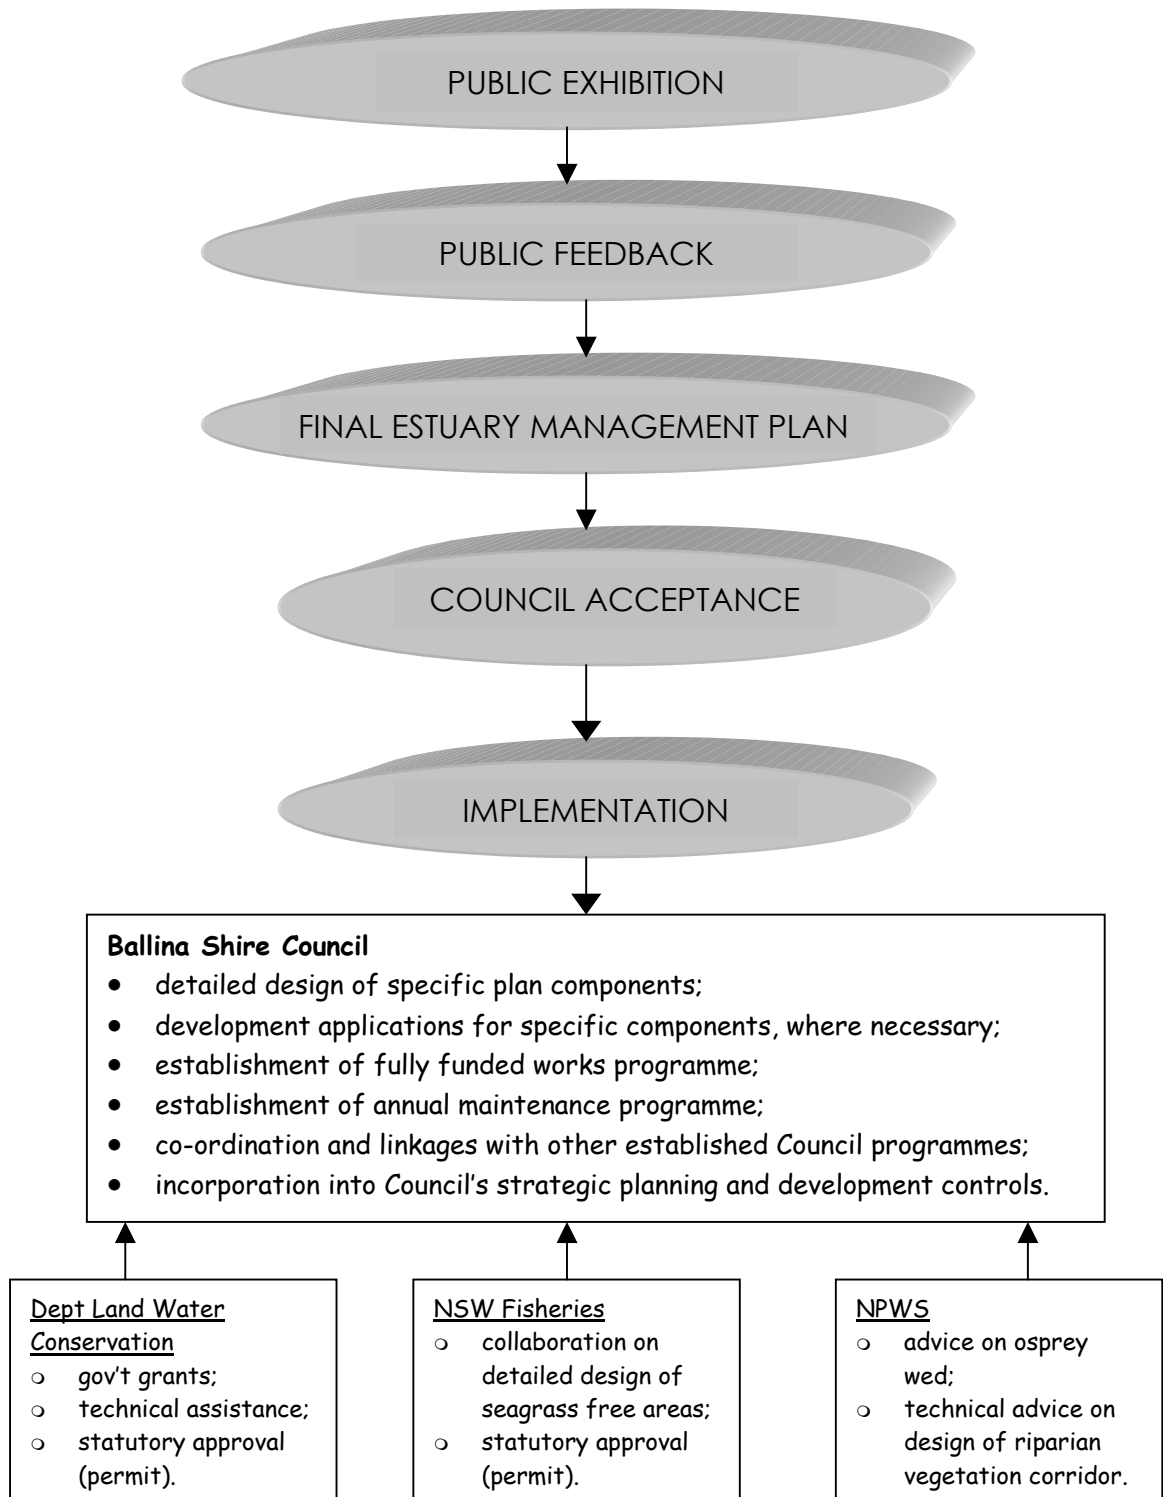 PUBLIC EXHIBITION
PUBLIC FEEDBACK
FINAL ESTUARY MANAGEMENT PLAN
COUNCIL ACCEPTANCE
IMPLEMENTATION
Ballina Shire Council
• detailed design of specific plan components;
• development applications for specific components, where necessary;
• establishment of fully funded works programme;
• establishment of annual maintenance programme;
• co-ordination and linkages with other established Council programmes;
• incorporation into Council's strategic planning and development controls.
Dept Land Water
Conservation
○ gov't grants;
○ technical assistance;
○ statutory approval
(permit).
NSW Fisheries
○ collaboration on
detailed design of
seagrass free areas;
○ statutory approval
(permit).
NPWS
○ advice on osprey
wed;
○ technical advice on
design of riparian
vegetation corridor.